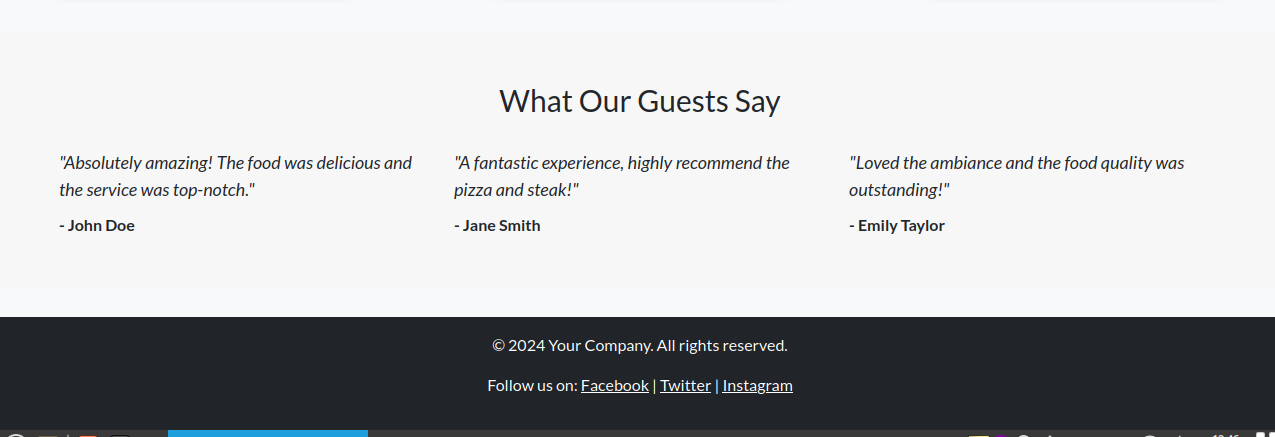 What Our Guests Say
"Absolutely amazing! The food was delicious and
the service was top-notch."
- John Doe
"A fantastic experience, highly recommend the
pizza and steak!"
- Jane Smith
"Loved the ambiance and the food quality was
outstanding!"
- Emily Taylor
© 2024 Your Company. All rights reserved.
Follow us on: Facebook | Twitter | Instagram